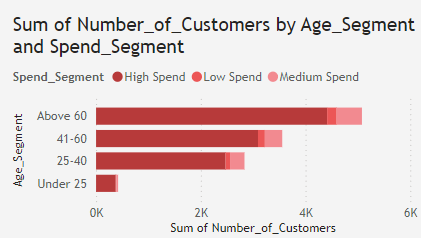 Sum of Number_of_Customers by Age_Segment
and Spend_Segment
Spend_Segment High Spend Low Spend Medium Spend
Age_Segment
Above 60
41-60
25-40
Under 25
0K 2K 4K 6K
Sum of Number_of_Customers